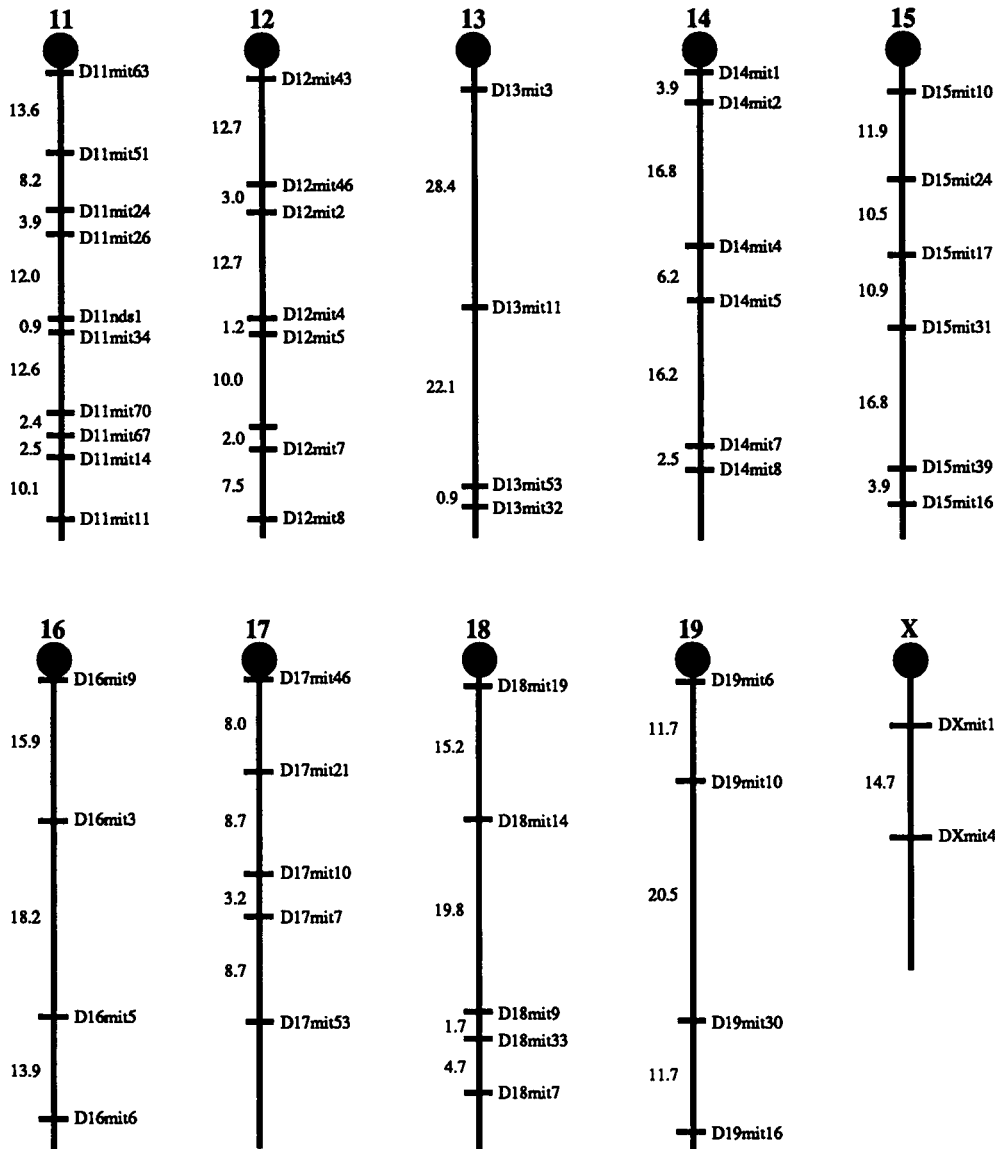 11
D11mit63
13.6
D11mit51
8.2
D11mit24
3.9
D11mit26
12.0
D11nds1
0.9
D11mit34
12.6
D11mit70
2.4
D11mit67
2.5
D11mit14
10.1
D11mit11
12
D12mit43
12.7
D12mit46
3.0
D12mit2
12.7
D12mit4
1.2
D12mit5
10.0
2.0
D12mit7
7.5
D12mit8
13
D13mit3
28.4
D13mit11
22.1
D13mit53
0.9
D13mit32
14
D14mit1
3.9
D14mit2
16.8
D14mit4
6.2
D14mit5
16.2
D14mit7
2.5
D14mit8
15
D15mit10
11.9
D15mit24
10.5
D15mit17
10.9
D15mit31
16.8
D15mit39
3.9
D15mit16
16
D16mit9
15.9
D16mit3
18.2
D16mit5
13.9
D16mit6
17
D17mit46
8.0
D17mit21
8.7
D17mit10
3.2
D17mit7
8.7
D17mit53
18
D18mit19
15.2
D18mit14
19.8
D18mit9
1.7
D18mit33
4.7
D18mit7
19
D19mit6
11.7
D19mit10
20.5
D19mit30
11.7
D19mit16
X
DXmit1
14.7
DXmit4